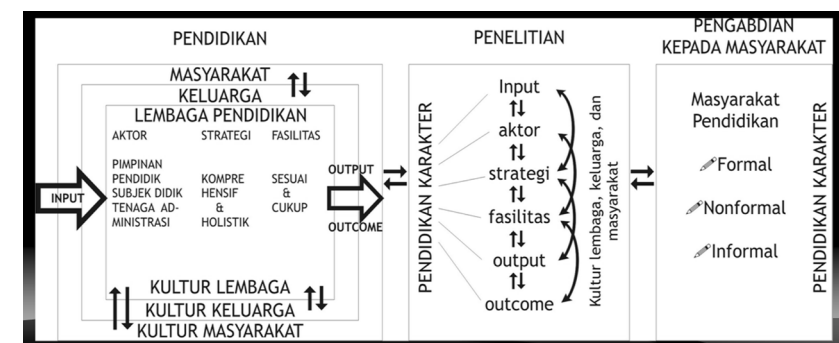 PENDIDIKAN
MASYARAKAT
KELUARGA
LEMBAGA PENDIDIKAN
AKTOR STRATEGI FASILITAS
PIMPINAN
PENDIDIK KOMPRE SESUAI
SUBJEK DIDIK HENSIF &
TENAGA AD- & CUKUP
MINISTRASI HOLISTIK
INPUT
OUTPUT
OUTCOME
KULTUR LEMBAGA
KULTUR KELUARGA
KULTUR MASYARAKAT
PENELITIAN
PENDIDIKAN KARAKTER
Input
aktor
strategi
fasilitas
output
outcome
Kultur lembaga, keluarga, dan
masyarakat
PENGABDIAN
KEPADA MASYARAKAT
Masyarakat
Pendidikan
Formal
Nonformal
Informal
PENDIDIKAN KARAKTER